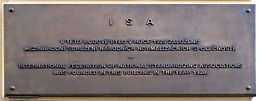 I S A
V TÉTO BUDOVĚ BYLO V ROCE 1926 ZALOŽENO
MEZINÁRODNÍ SDRUŽENÍ NÁRODNÍCH NORMALIZAČNÍCH SPOLEČNOSTÍ
INTERNATIONAL FEDERATION OF NATIONAL STANDARDIZING ASSOCIATIONS
WAS FOUNDED IN THIS BUILDING IN THE YEAR 1926